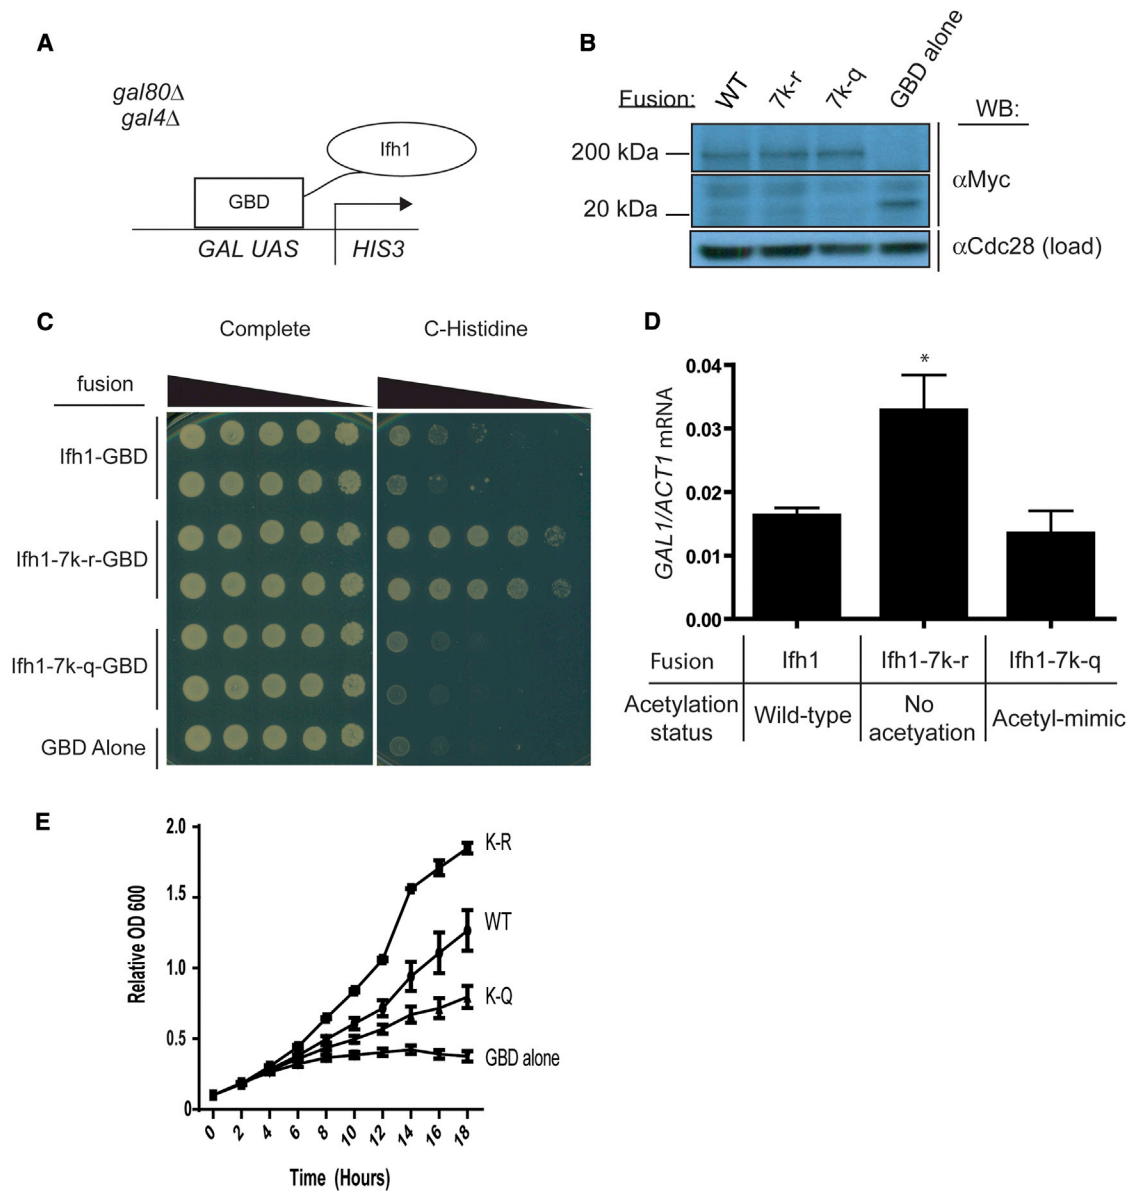 A
gal80Δ
gal4Δ
Ifh1
GBD
GAL UAS
HIS3
B
Fusion:
WT
7k-r
7k-q
GBD alone
WB:
200 kDa
20 kDa
αMyc
αCdc28 (load)
C
Complete
C-Histidine
fusion
Ifh1-GBD
Ifh1-7k-r-GBD
Ifh1-7k-q-GBD
GBD Alone
D
GAL1/ACT1 mRNA
0.04
0.03
0.02
0.01
0.00
*
Fusion
Ifh1
Ifh1-7k-r
Ifh1-7k-q
Acetylation
status
Wild-type
No
acetyation
Acetyl-mimic
E
Relative OD 600
2.0
1.5
1.0
0.5
0
K-R
WT
K-Q
GBD alone
0 2 4 6 8 10 12 14 16 18
Time (Hours)